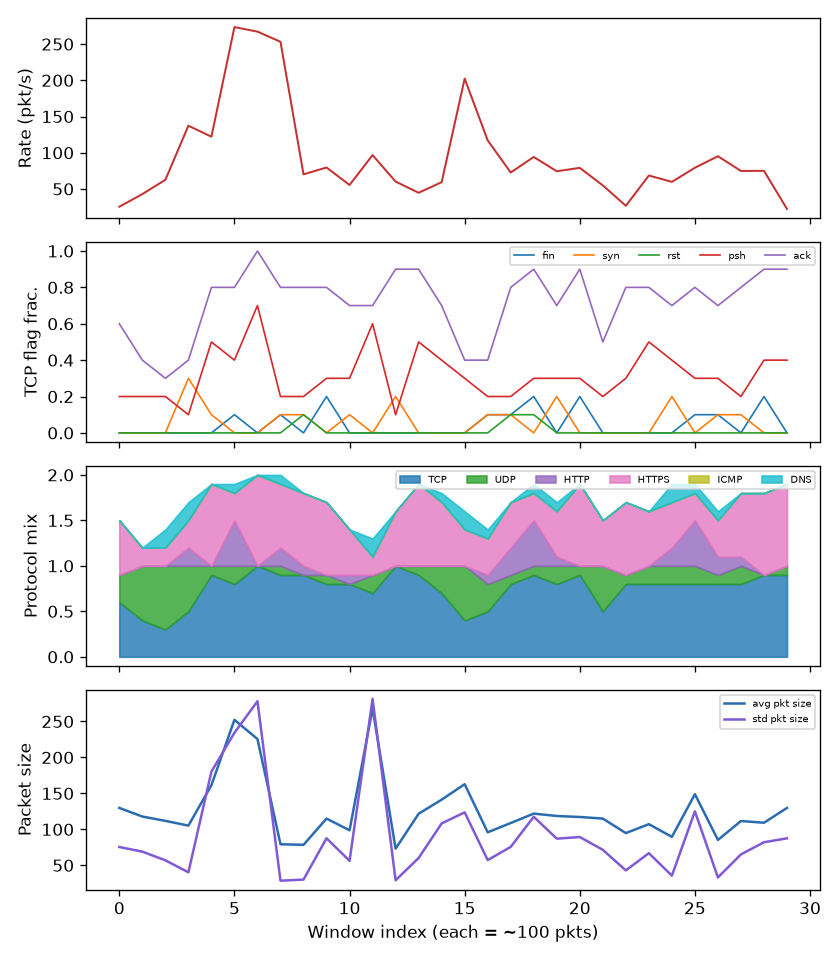 250
200
150
100
50
Rate (pkt/s)
fin syn rst psh ack
1.0
0.8
0.6
0.4
0.2
0.0
TCP flag frac.
TCP UDP HTTP HTTPS ICMP DNS
2.0
1.5
1.0
0.5
0.0
Protocol mix
avg pkt size
std pkt size
250
200
150
100
50
Packet size
0 5 10 15 20 25 30
Window index (each = ~100 pkts)